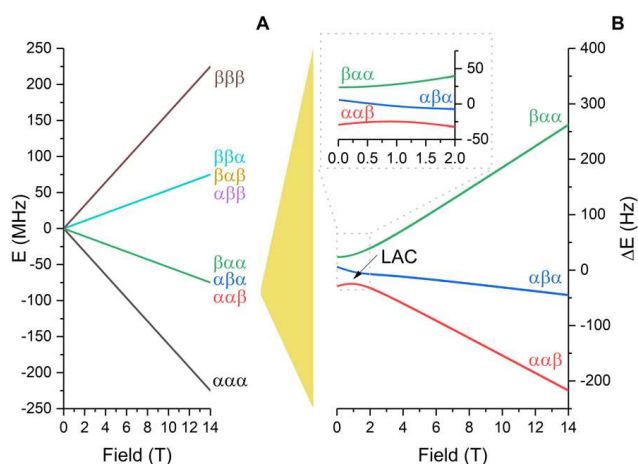 A
E (MHz)
250
200
150
100
50
0
-50
-100
-150
-200
-250
βββ
ββα
βαβ
αββ
βαα
αβα
ααβ
ααα
0 2 4 6 8 10 12 14
Field (T)
B
βαα
αβα
ααβ
50
0
-50
0.0 0.5 1.0 1.5 2.0
βαα
LAC
αβα
ααβ
400
300
200
100
0
-100
-200
ΔE (Hz)
0 2 4 6 8 10 12 14
Field (T)